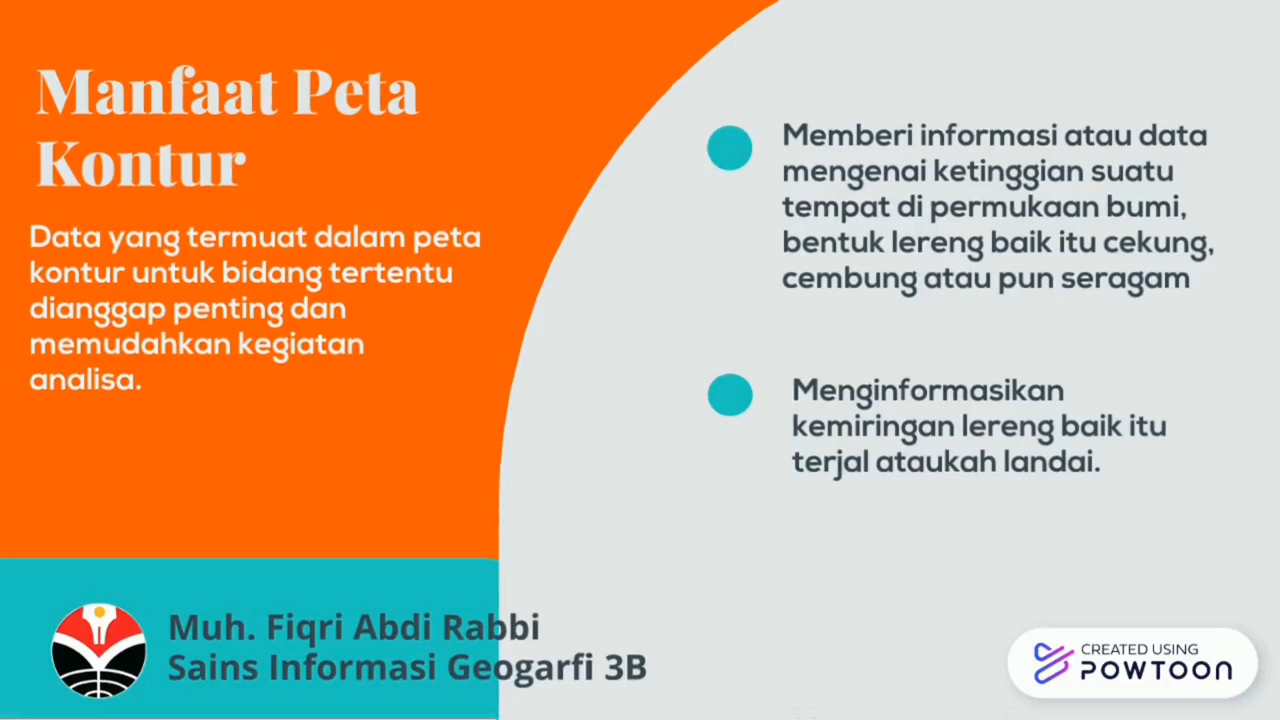 Manfaat Peta
Kontur
Data yang termuat dalam peta
kontur untuk bidang tertentu
dianggap penting dan
memudahkan kegiatan
analisa.
Memberi informasi atau data
mengenai ketinggian suatu
tempat di permukaan bumi,
bentuk lereng baik itu cekung,
cembung atau pun seragam
Menginformasikan
kemiringan lereng baik itu
terjal ataukah landai.
Muh. Fiqri Abdi Rabbi
Sains Informasi Geogarfi 3B
CREATED USING
POWTOON